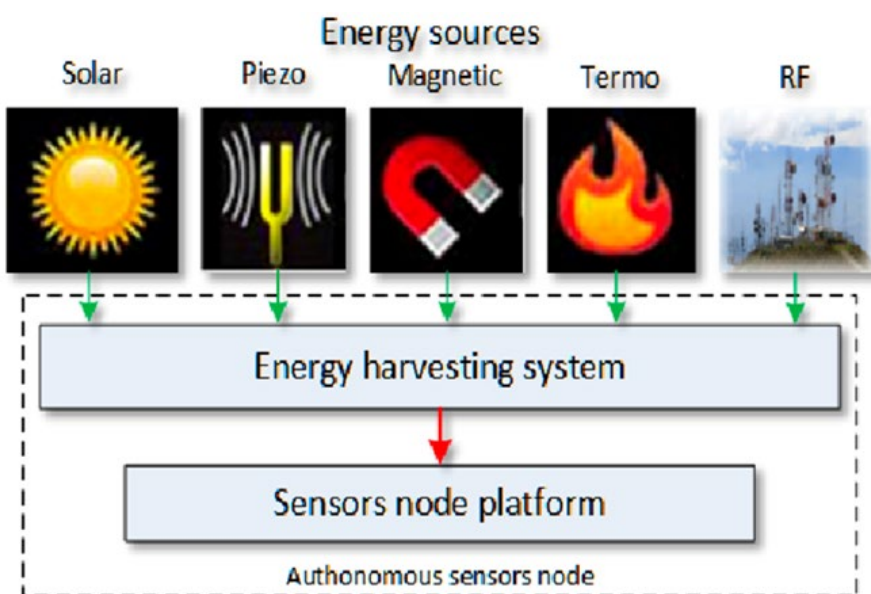 Energy sources
Solar Piezo Magnetic Termo RF
Energy harvesting system
Sensors node platform
Authonomous sensors node